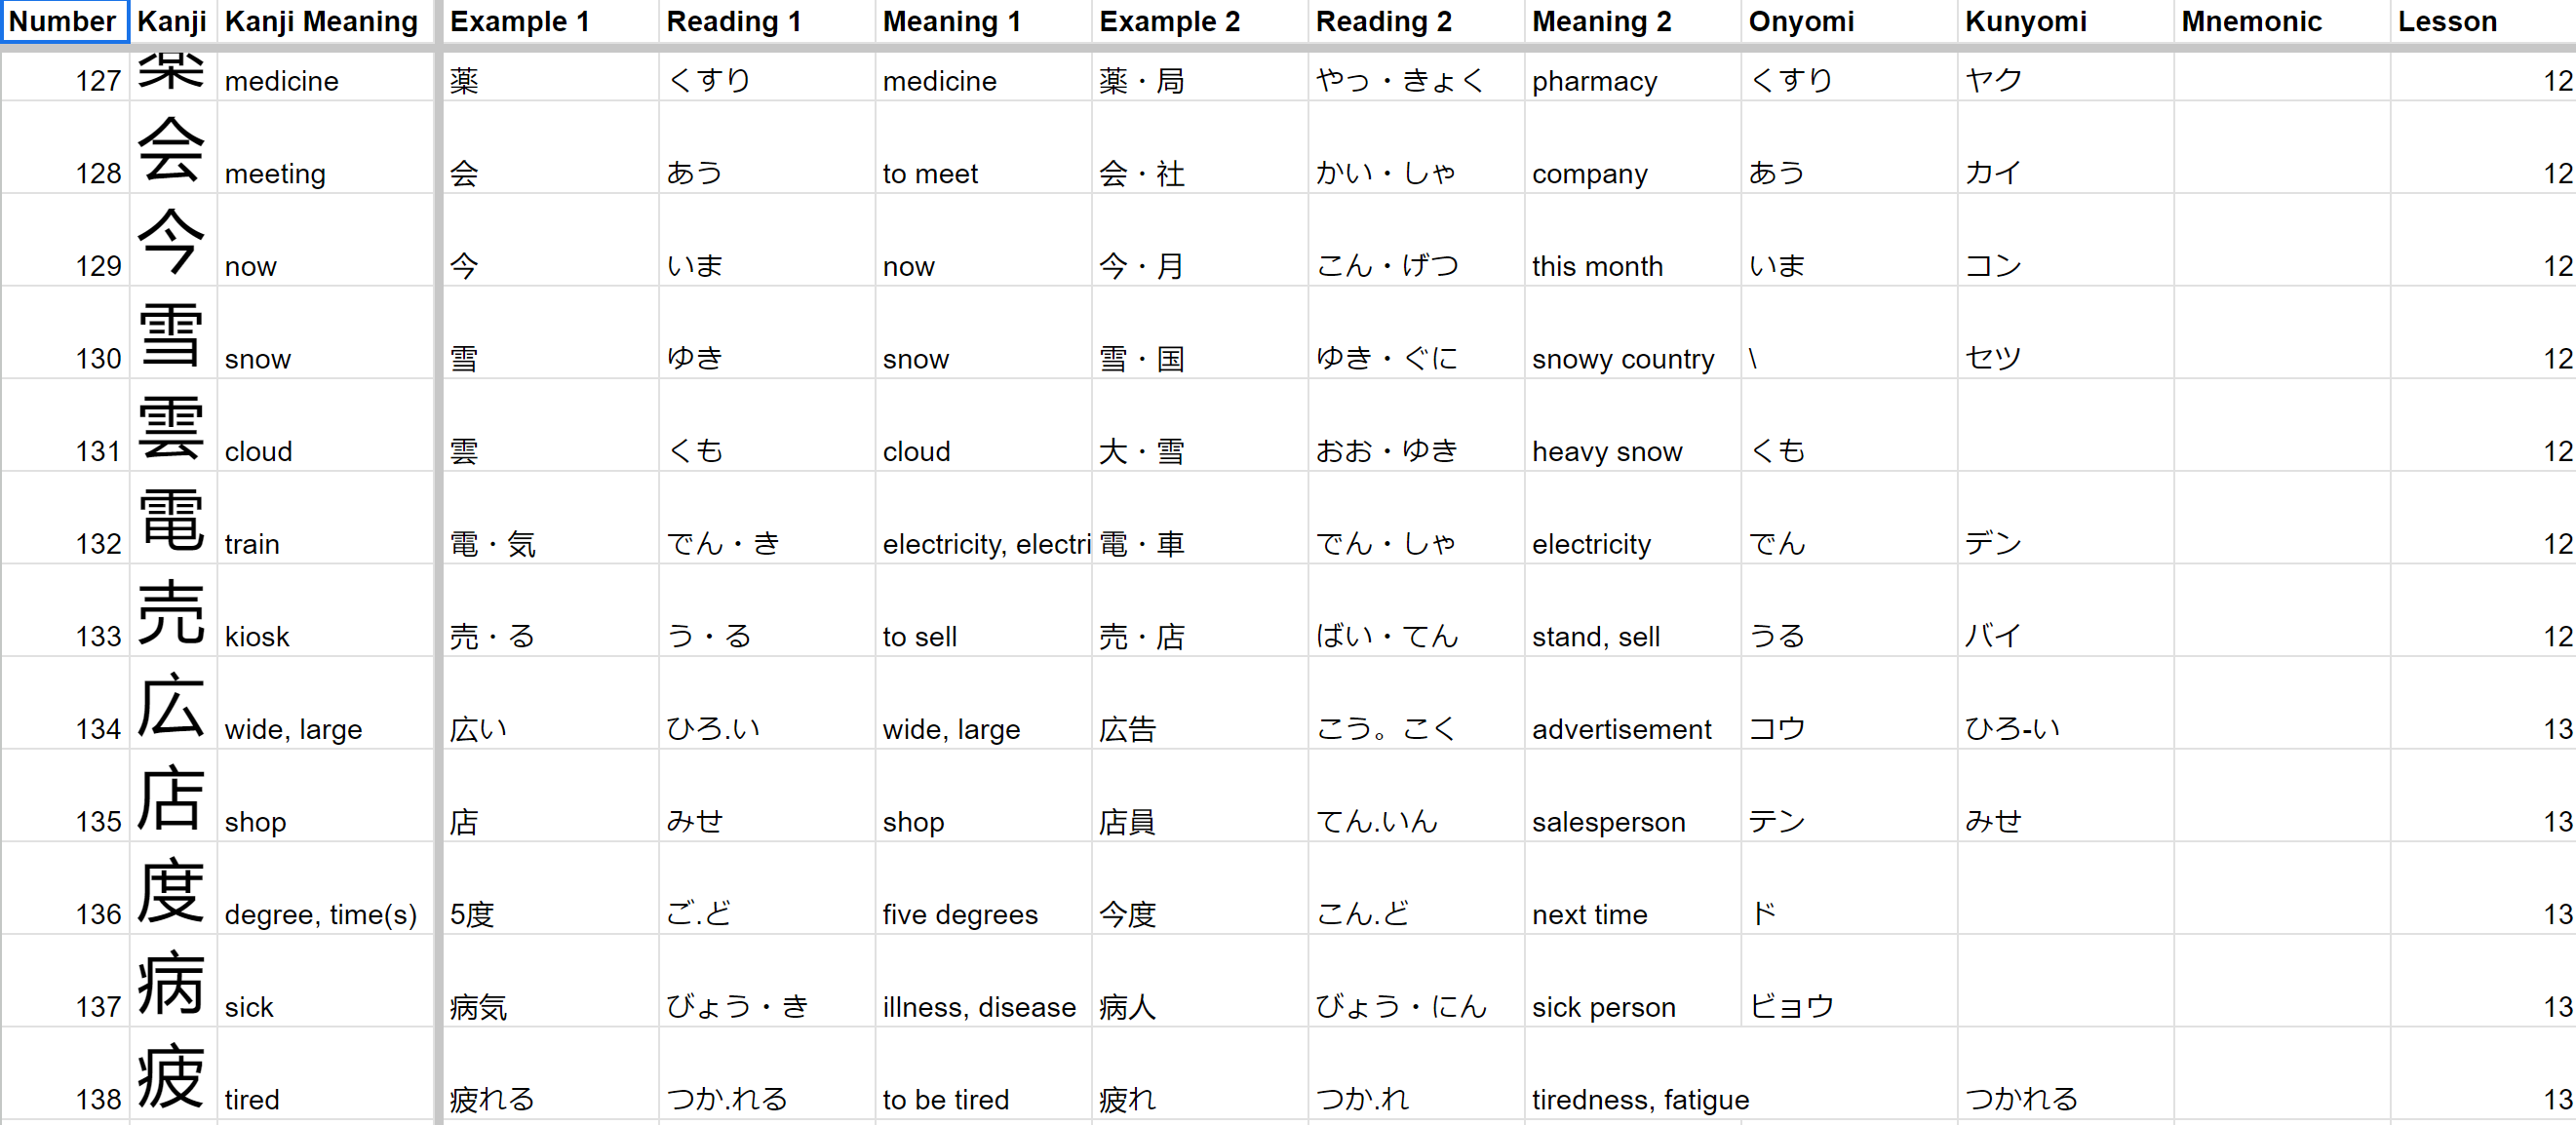 Number Kanji Kanji Meaning Example 1 Reading 1 Meaning 1 Example 2 Reading 2 Meaning 2 Onyomi Kunyomi Mnemonic Lesson
127 薬 medicine 薬 くすり medicine 薬・局 やっ・きょく pharmacy くすり ヤク 12
128 会 meeting 会 あう to meet 会・社 かい・しゃ company あう カイ 12
129 今 now 今 いま now 今・月 こん・げつ this month いま コン 12
130 雪 snow 雪 ゆき snow 雪・国 ゆき・ぐに snowy country \ セツ 12
131 雲 cloud 雲 くも cloud 大・雪 おお・ゆき heavy snow くも 12
132 電 train 電・気 でん・き electricity, electri 電・車 でん・しゃ electricity でん デン 12
133 売 kiosk 売・る う・る to sell 売・店 ばい・てん stand, sell うる バイ 12
134 広 wide, large 広い ひろ.い wide, large 広告 こう。こく advertisement コウ ひろ-い 13
135 店 shop 店 みせ shop 店員 てん.いん salesperson テン みせ 13
136 度 degree, time(s) 5度 ご.ど five degrees 今度 こん.ど next time ド 13
137 病 sick 病気 びょう・き illness, disease 病人 びょう・にん sick person ビョウ 13
138 疲 tired 疲れる つか.れる to be tired 疲れ つか.れ tiredness, fatigue つかれる 13